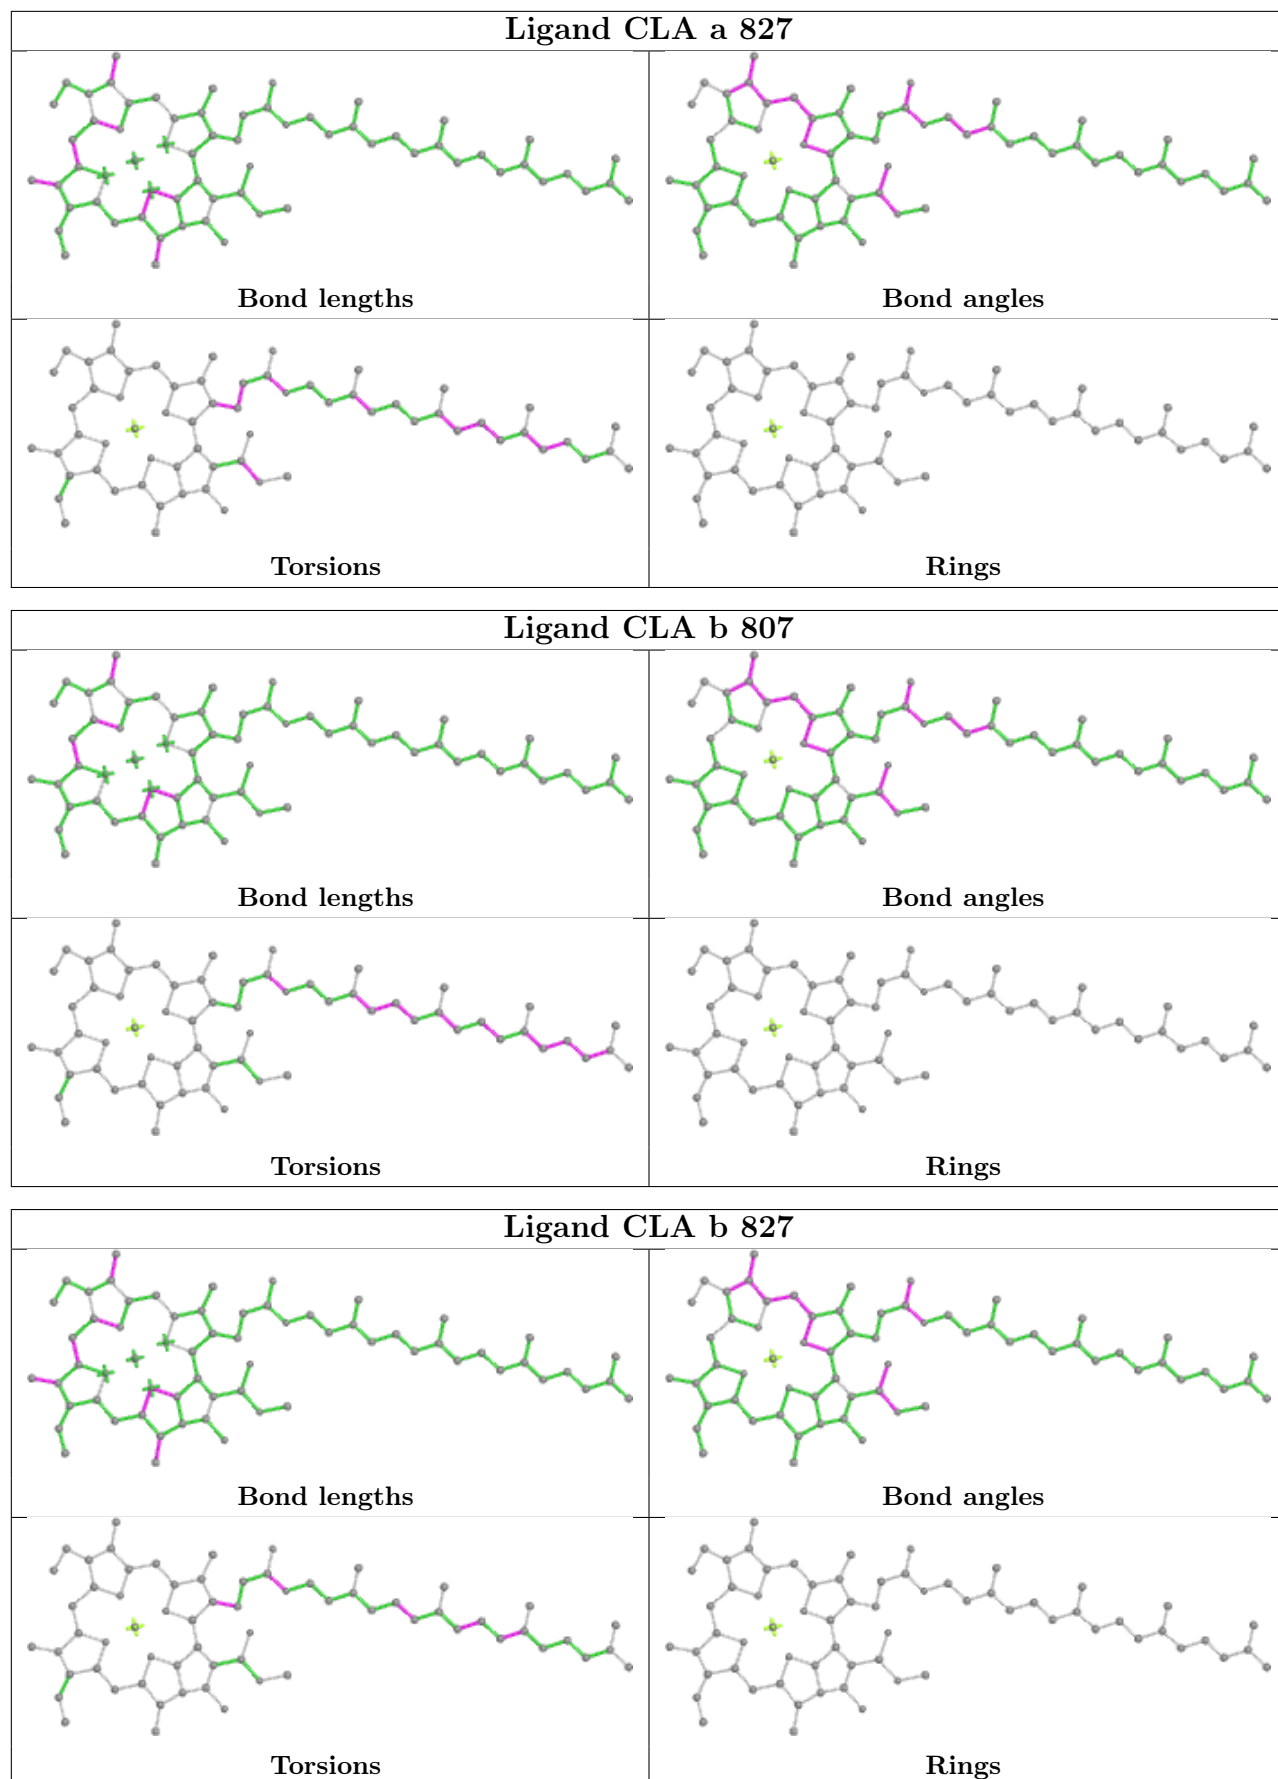 Ligand CLA a 827
Bond lengths
Bond angles
Torsions
Rings
Ligand CLA b 807
Bond lengths
Bond angles
Torsions
Rings
Ligand CLA b 827
Bond lengths
Bond angles
Torsions
Rings